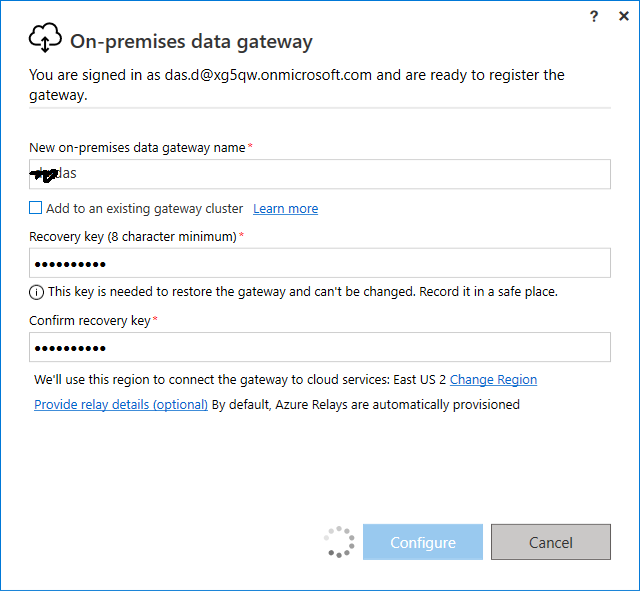 ?
On-premises data gateway
You are signed in as das.d@xg5qw.onmicrosoft.com and are ready to register the
gateway.
New on-premises data gateway name*
das
Add to an existing gateway cluster Learn more
Recovery key (8 character minimum)*
••••••••••
This key is needed to restore the gateway and can't be changed. Record it in a safe place.
Confirm recovery key*
••••••••••
We'll use this region to connect the gateway to cloud services: East US 2 Change Region
Provide relay details (optional) By default, Azure Relays are automatically provisioned
Configure Cancel